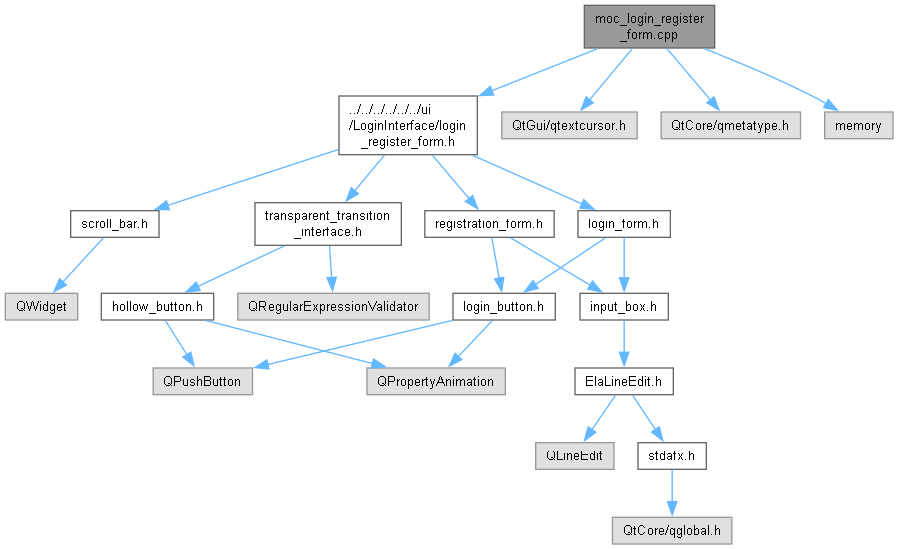 moc_login_register
_form.cpp
../../../../../../ui
/LoginInterface/login
_register_form.h
QtGui/qtextcursor.h
QtCore/qmetatype.h
memory
scroll_bar.h
transparent_transition
_interface.h
registration_form.h
login_form.h
QWidget
hollow_button.h
QRegularExpressionValidator
login_button.h
input_box.h
QPushButton
QPropertyAnimation
ElaLineEdit.h
QLineEdit
stdafx.h
QtCore/qglobal.h